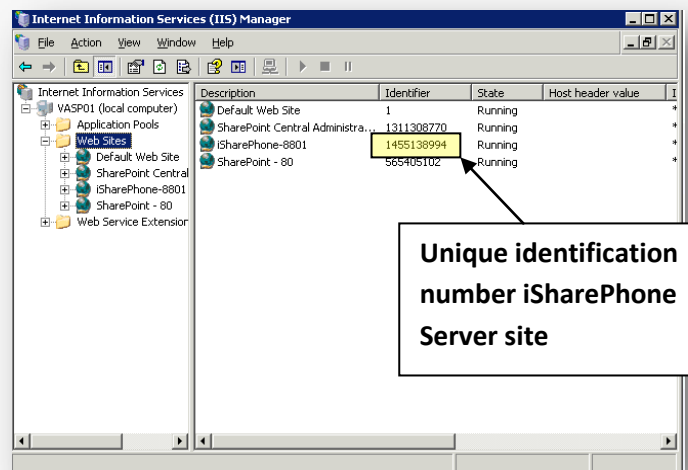 Internet Information Services (IIS) Manager
File Action View Window Help
Internet Information Services
VASP01 (local computer)
Application Pools
Web Sites
Default Web Site
SharePoint Central
iSharePhone-8801
SharePoint - 80
Web Service Extension
Description Identifier State Host header value I
Default Web Site 1 Running *
SharePoint Central Administra... 1311308770 Running *
iSharePhone-8801 1455138994 Running *
SharePoint - 80 565405102 Running *
Unique identification
number iSharePhone
Server site